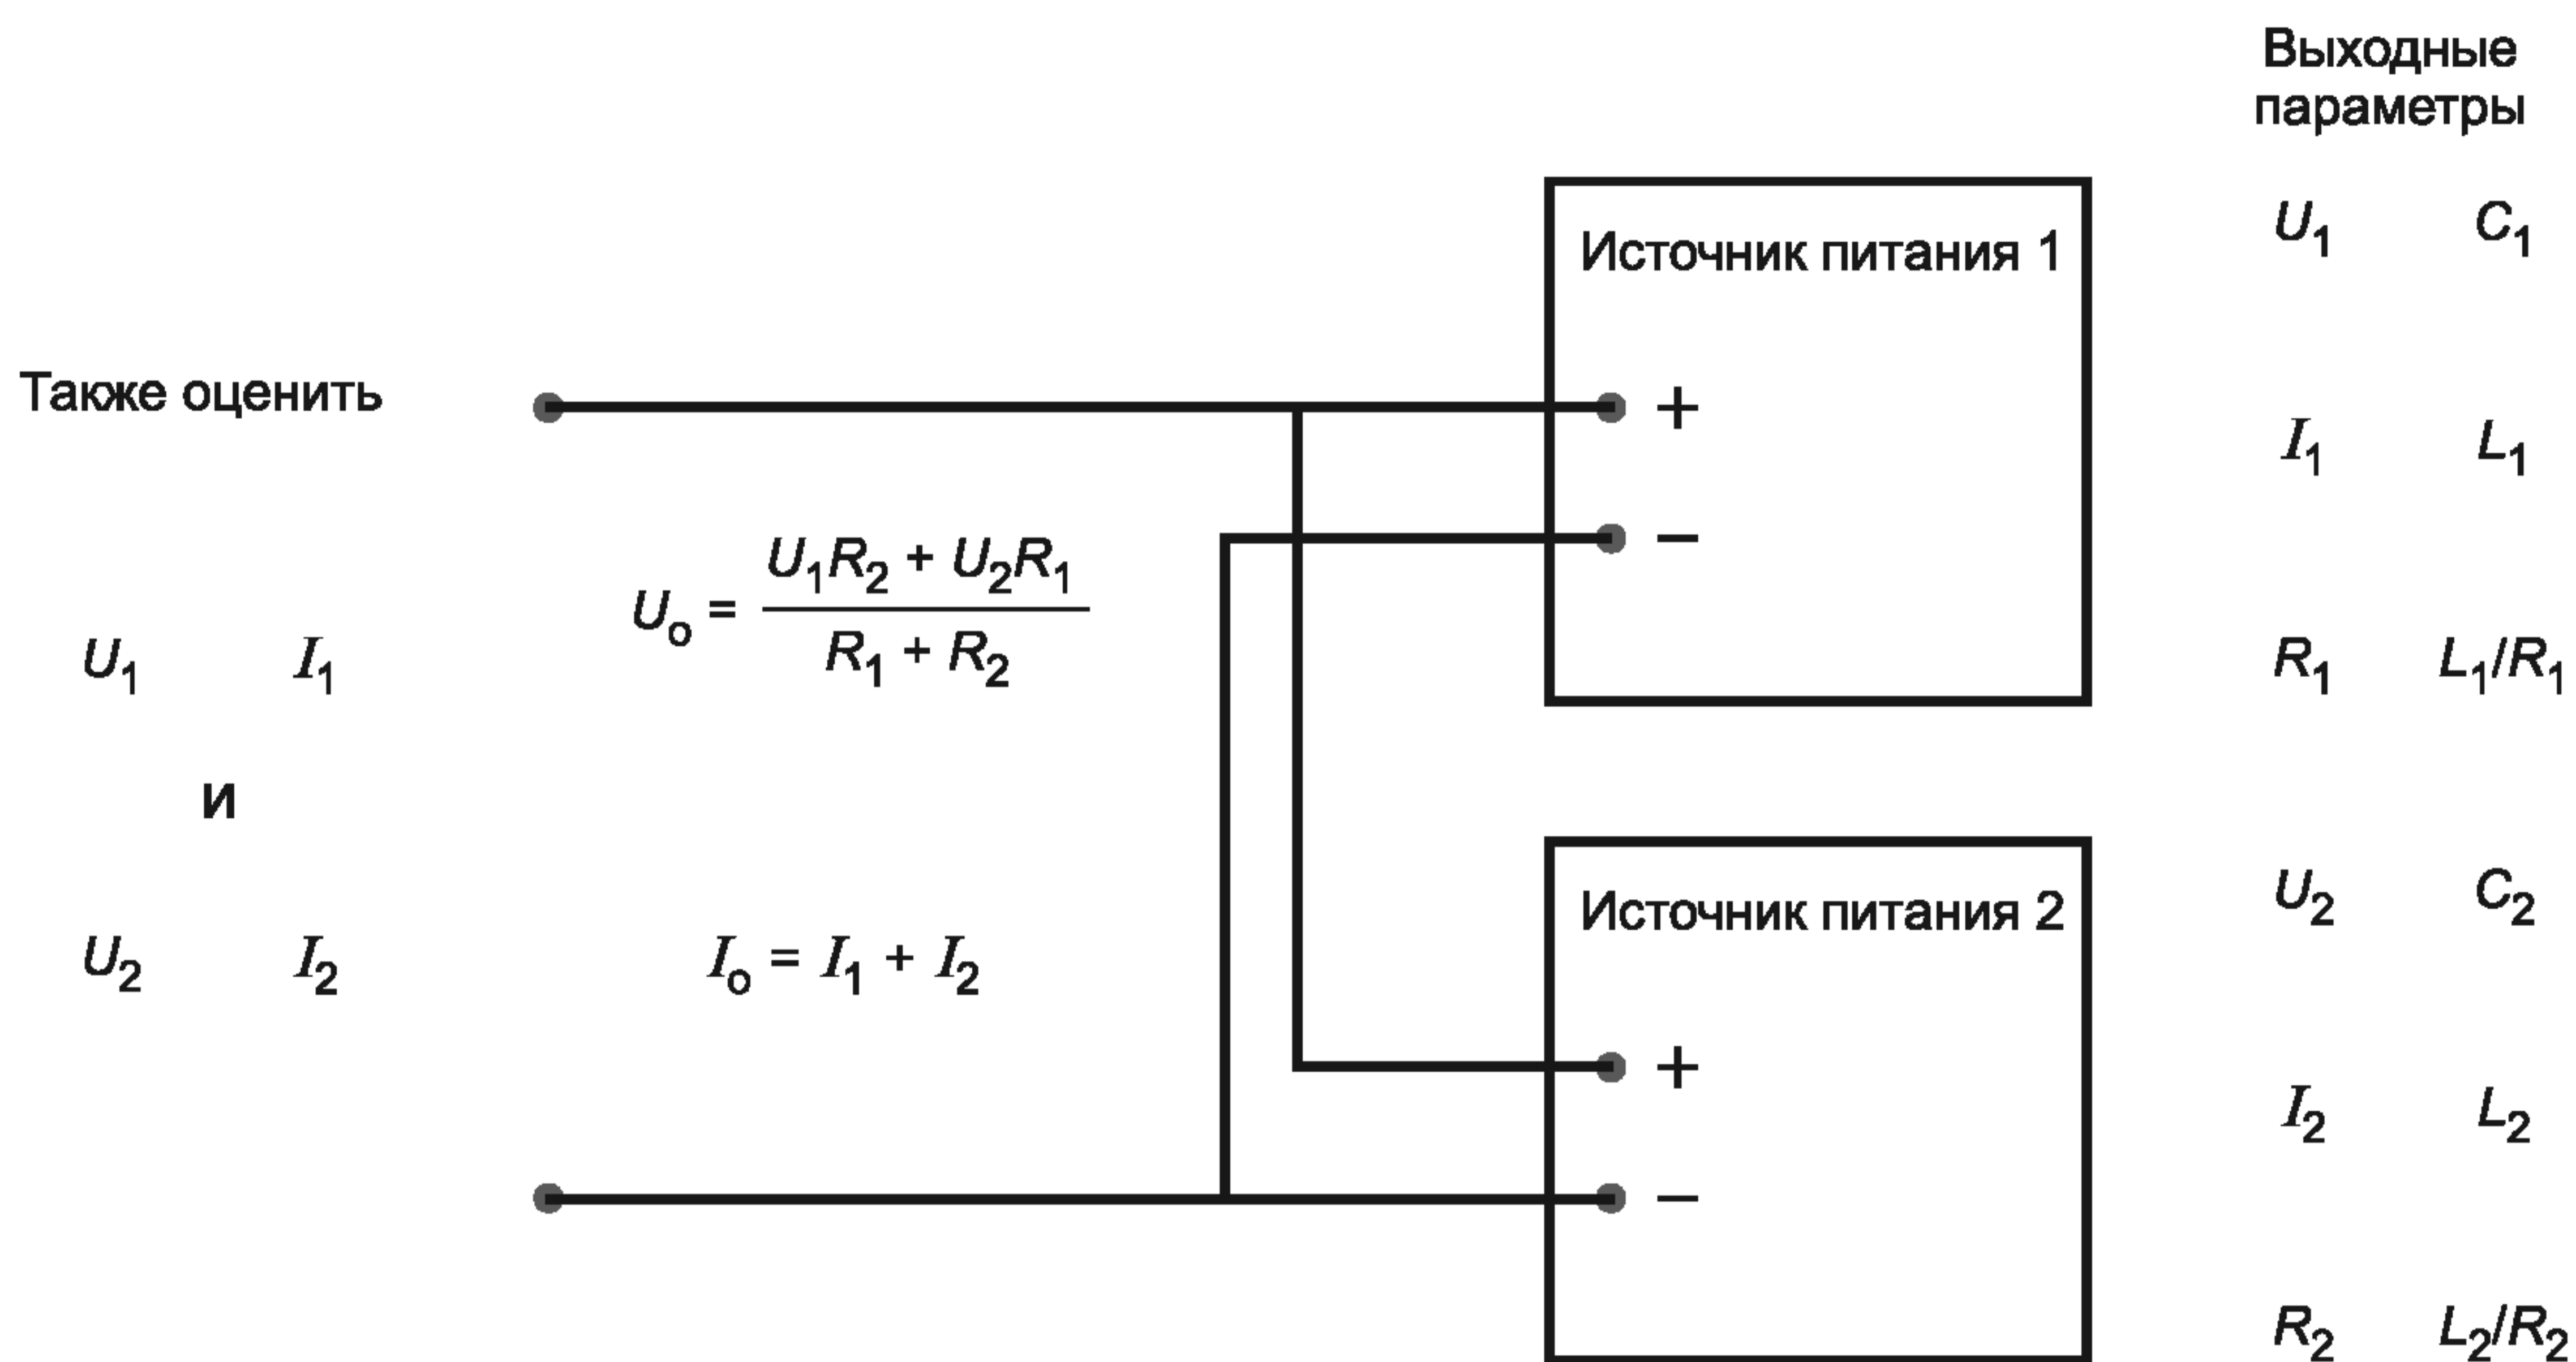 Выходные
параметры
Источник питания 1
U₁ C₁
Также оценить
+
I₁ L₁
−
Uₒ = (U₁R₂ + U₂R₁) / (R₁ + R₂)
U₁ I₁
R₁ L₁/R₁
и
Источник питания 2
U₂ C₂
U₂ I₂
Iₒ = I₁ + I₂
+
I₂ L₂
−
R₂ L₂/R₂